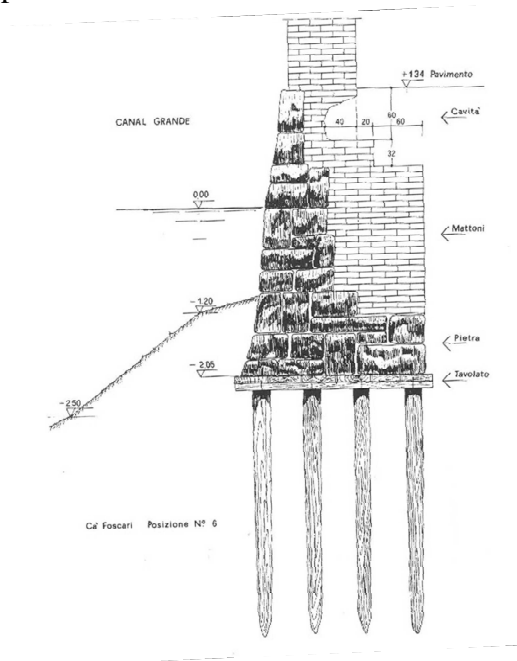 +134 Pavimento
CANAL GRANDE
Cavita'
40 20 60 60
32
0.00
Mattoni
-1.20
Pietra
-2.05
Tavolato
-2.50
Ca' Foscari Posizione N° 6